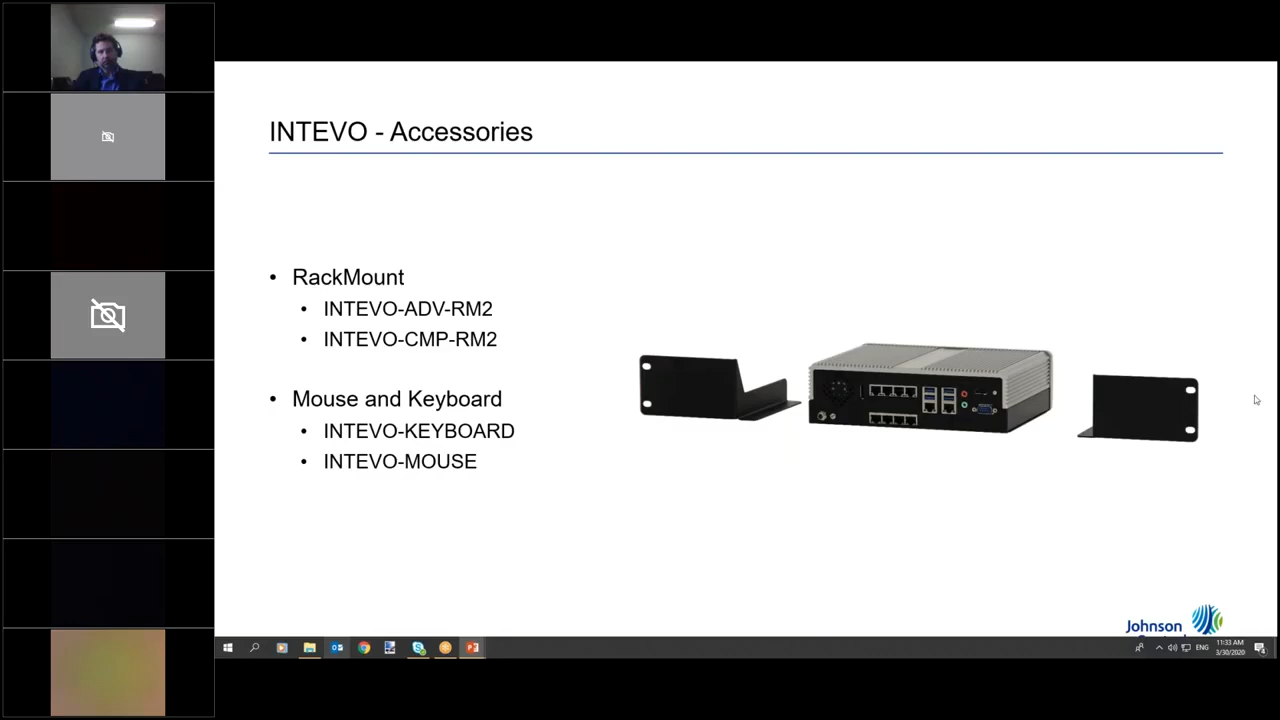 INTEVO - Accessories
• RackMount
• INTEVO-ADV-RM2
• INTEVO-CMP-RM2
• Mouse and Keyboard
• INTEVO-KEYBOARD
• INTEVO-MOUSE
Johnson
ENG
11:33 AM
3/30/2020